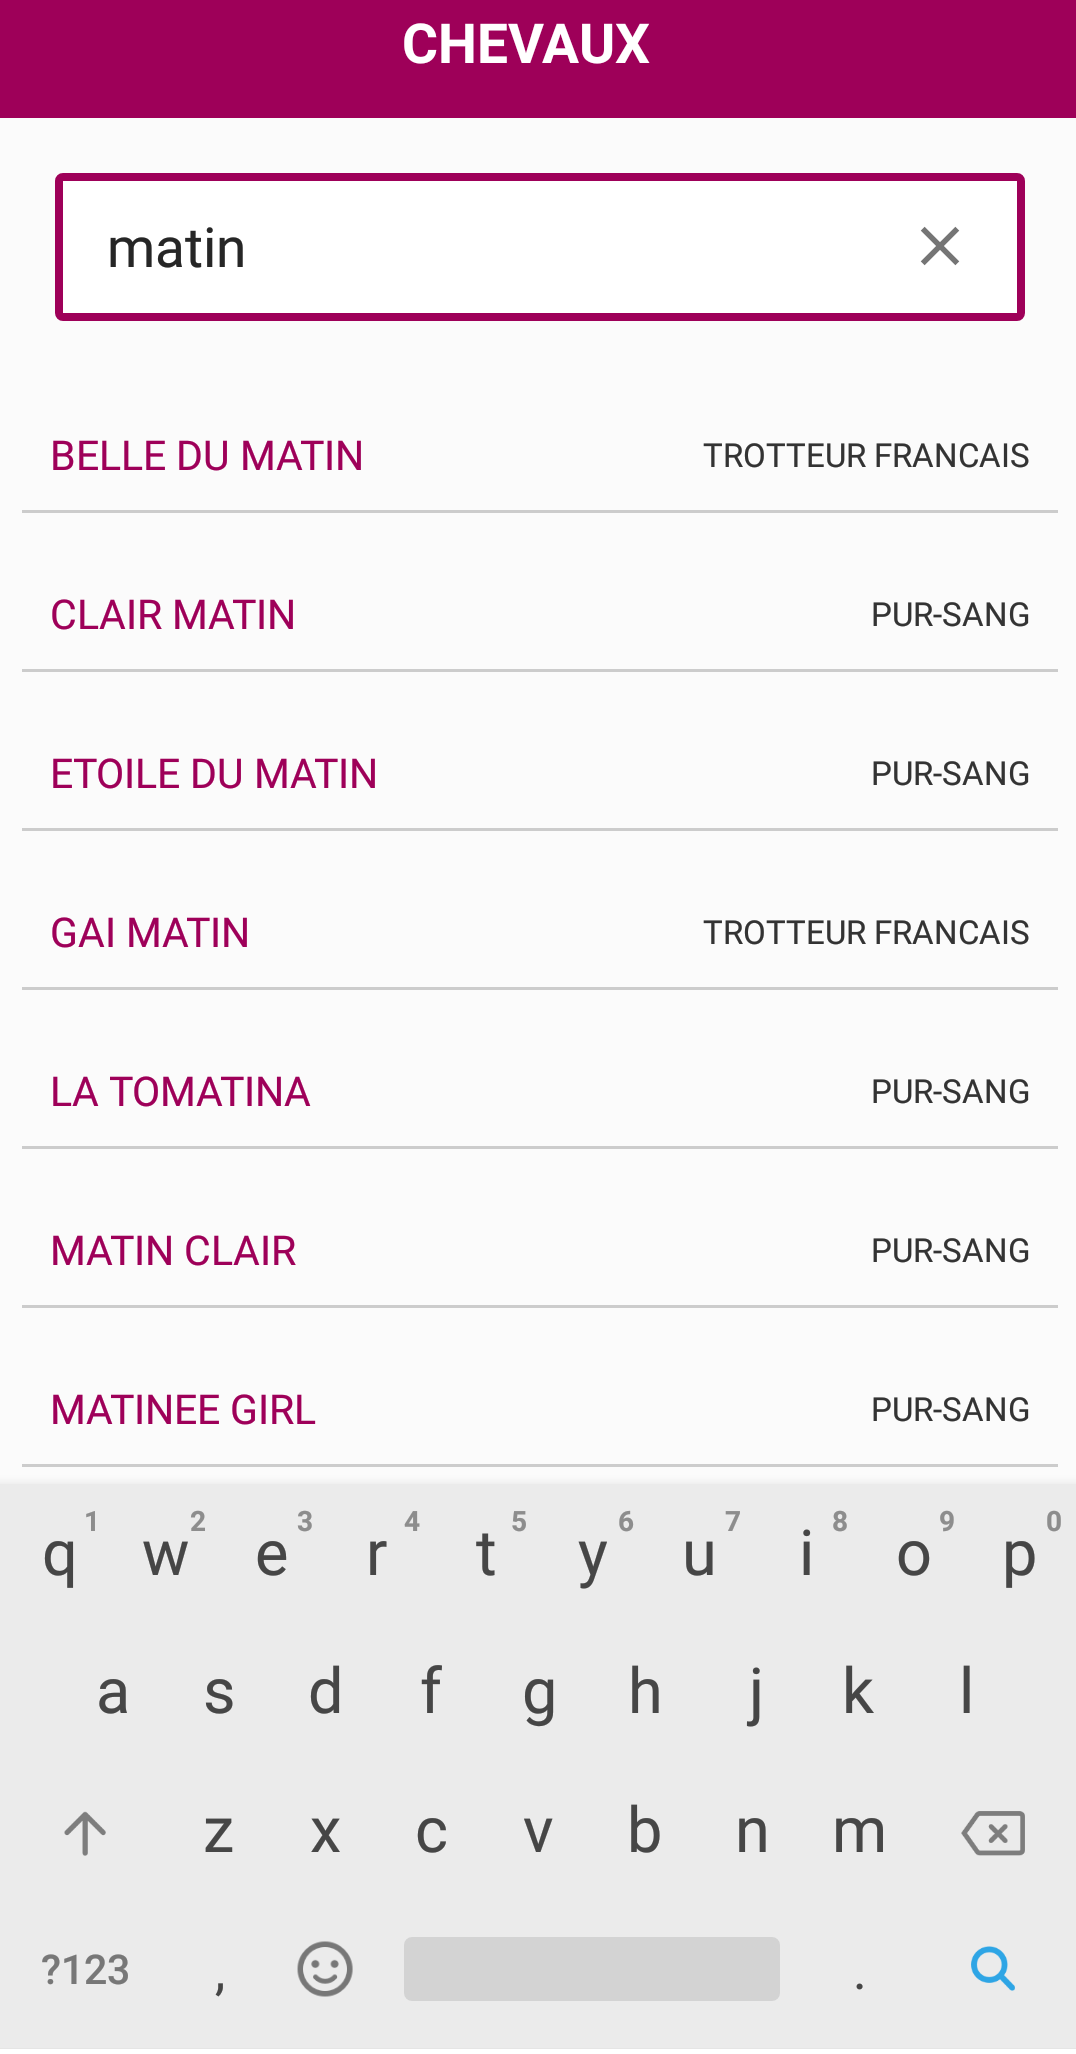 CHEVAUX
matin
BELLE DU MATIN TROTTEUR FRANCAIS
CLAIR MATIN PUR-SANG
ETOILE DU MATIN PUR-SANG
GAI MATIN TROTTEUR FRANCAIS
LA TOMATINA PUR-SANG
MATIN CLAIR PUR-SANG
MATINEE GIRL PUR-SANG
q 1 w 2 e 3 r 4 t 5 y 6 u 7 i 8 o 9 p 0
a s d f g h j k l
z x c v b n m
?123 , .